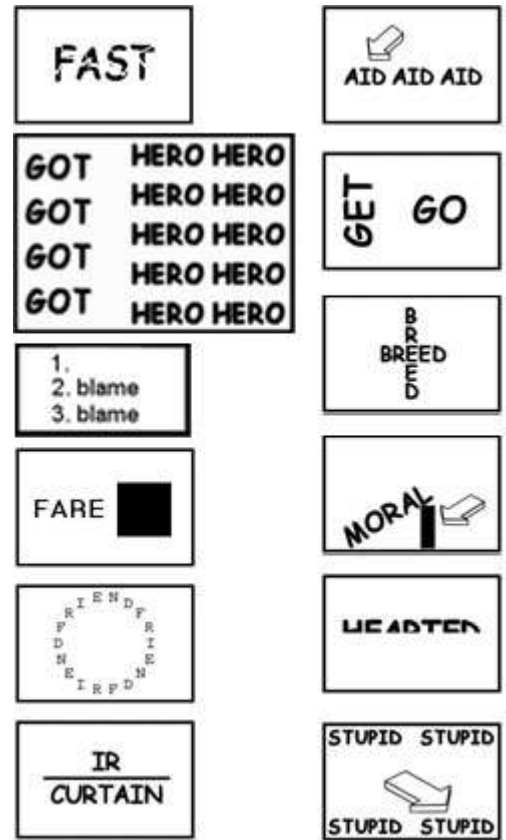 FAST
GOT
GOT
GOT
GOT
HERO HERO
HERO HERO
HERO HERO
HERO HERO
HERO HERO
1.
2. blame
3. blame
FARE
FRIENDFRIENDFRIEND
IR
CURTAIN
AID AID AID
GET GO
BREED
BREED
MORAL
HEARTED
STUPID STUPID
STUPID STUPID